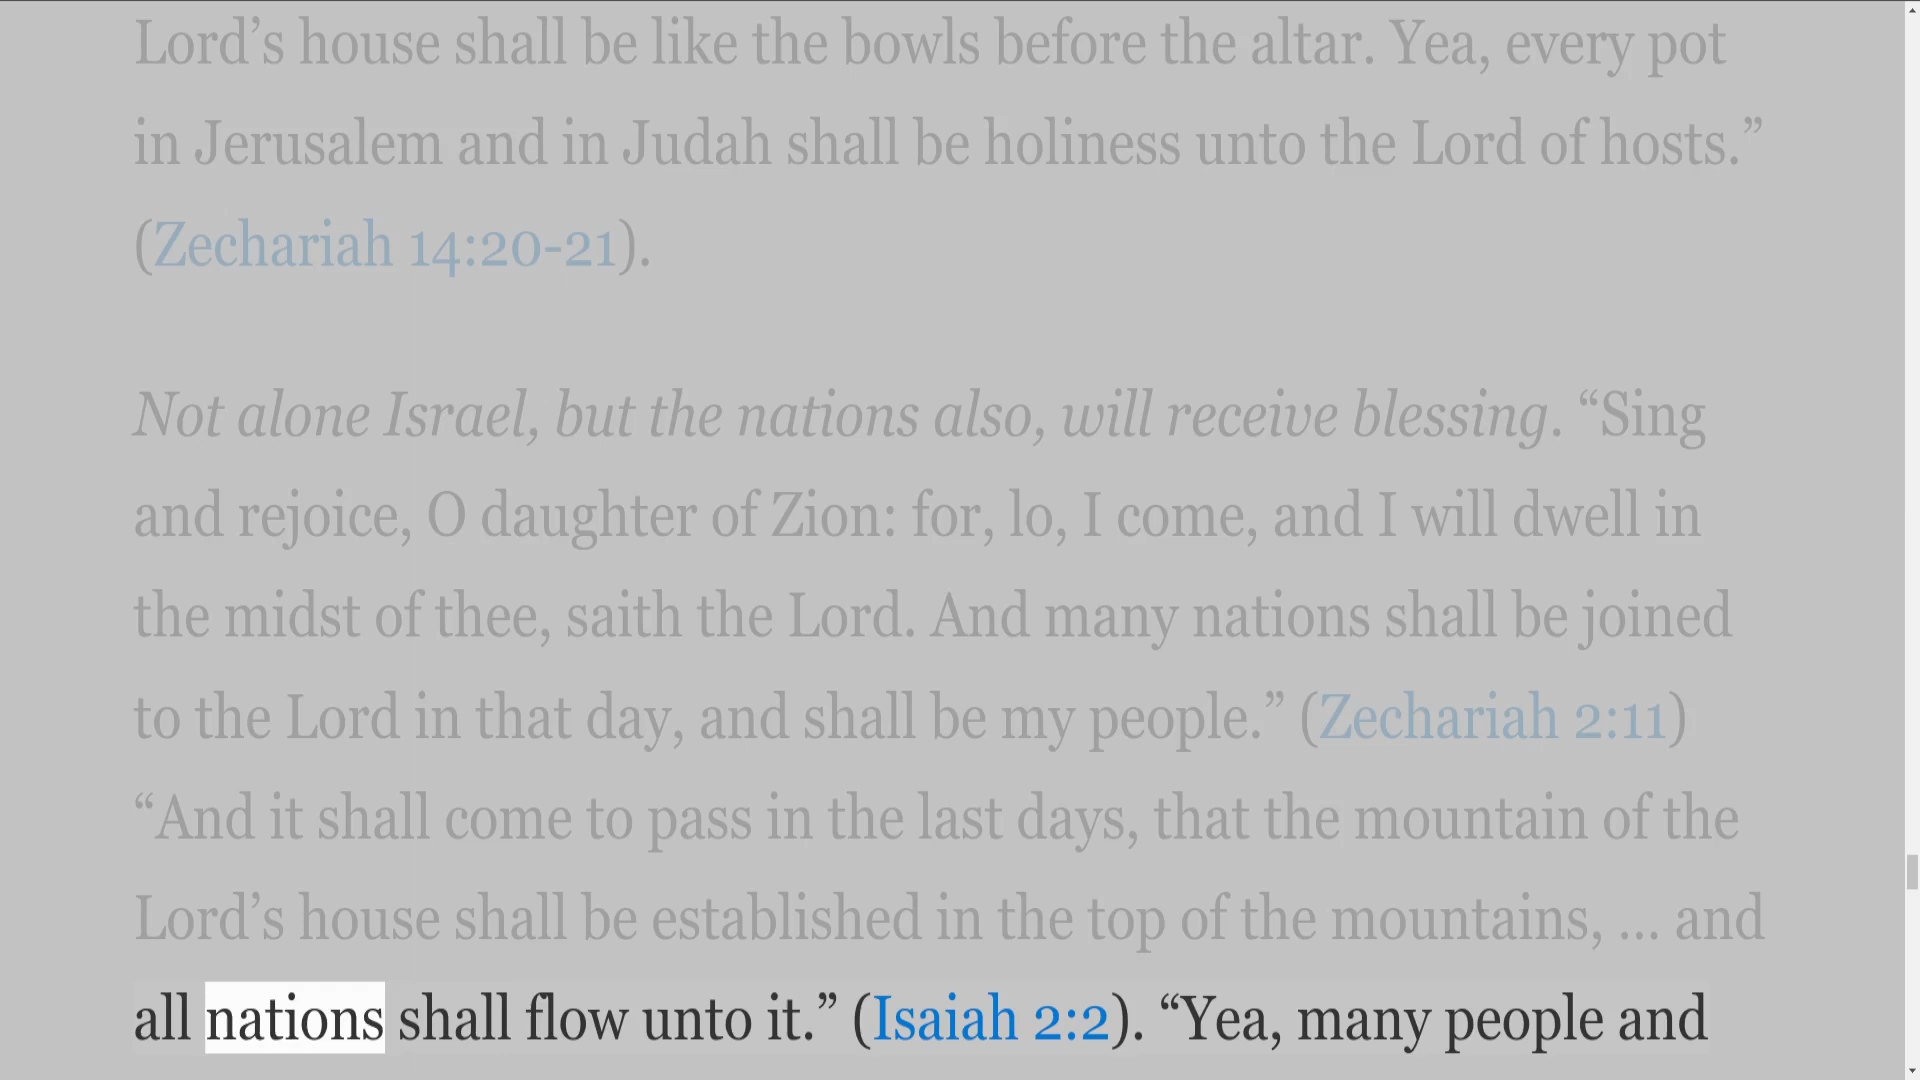 Lord’s house shall be like the bowls before the altar. Yea, every pot
in Jerusalem and in Judah shall be holiness unto the Lord of hosts.”
(Zechariah 14:20-21).
Not alone Israel, but the nations also, will receive blessing. “Sing
and rejoice, O daughter of Zion: for, lo, I come, and I will dwell in
the midst of thee, saith the Lord. And many nations shall be joined
to the Lord in that day, and shall be my people.” (Zechariah 2:11)
“And it shall come to pass in the last days, that the mountain of the
Lord’s house shall be established in the top of the mountains, ... and
all nations shall flow unto it.” (Isaiah 2:2). “Yea, many people and